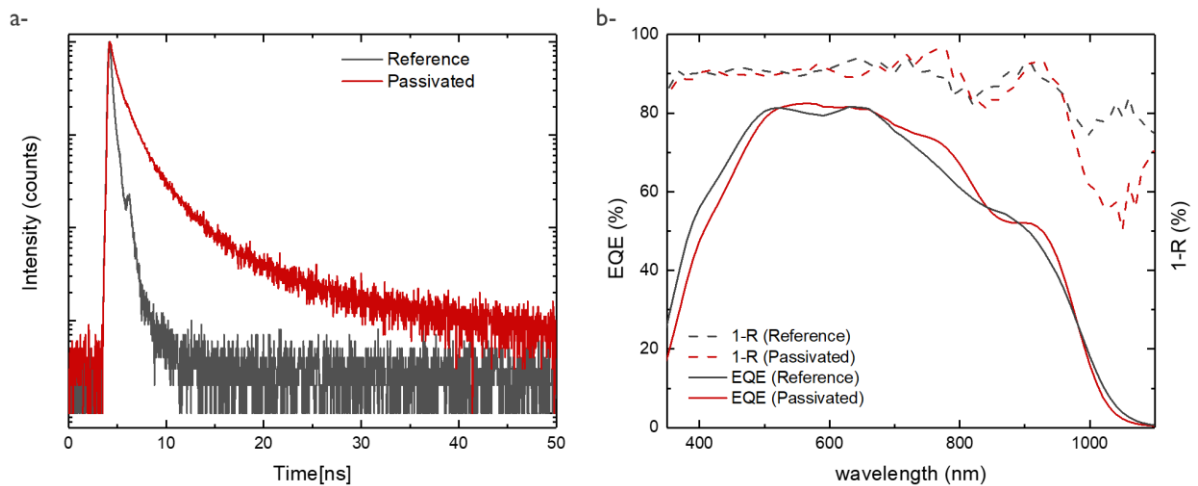 a-
Intensity (counts)
Reference
Passivated
0
10
20
30
40
50
Time[ns]
b-
EQE (%)
100
80
60
40
20
0
1-R (Reference)
1-R (Passivated)
EQE (Reference)
EQE (Passivated)
400
600
800
1000
wavelength (nm)
1-R (%)